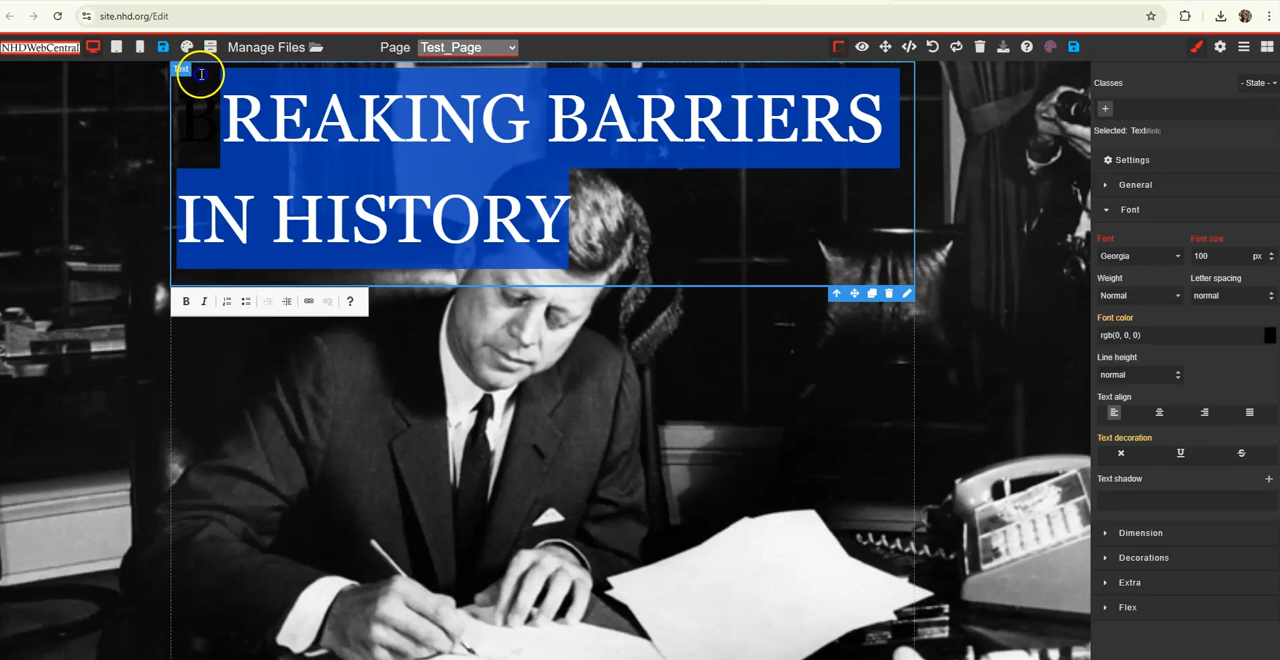 site.nhd.org/Edit
NHDWebCentral
Manage Files
Page
Test_Page
Text
BREAKING BARRIERS
IN HISTORY
B I ?
Classes
- State -
+
Selected: Text
Settings
General
Font
Font
Font size
Georgia
100 px
Weight
Letter spacing
Normal
normal
Font color
rgb(0, 0, 0)
Line height
normal
Text align
Text decoration
U S
Text shadow
+
Dimension
Decorations
Extra
Flex